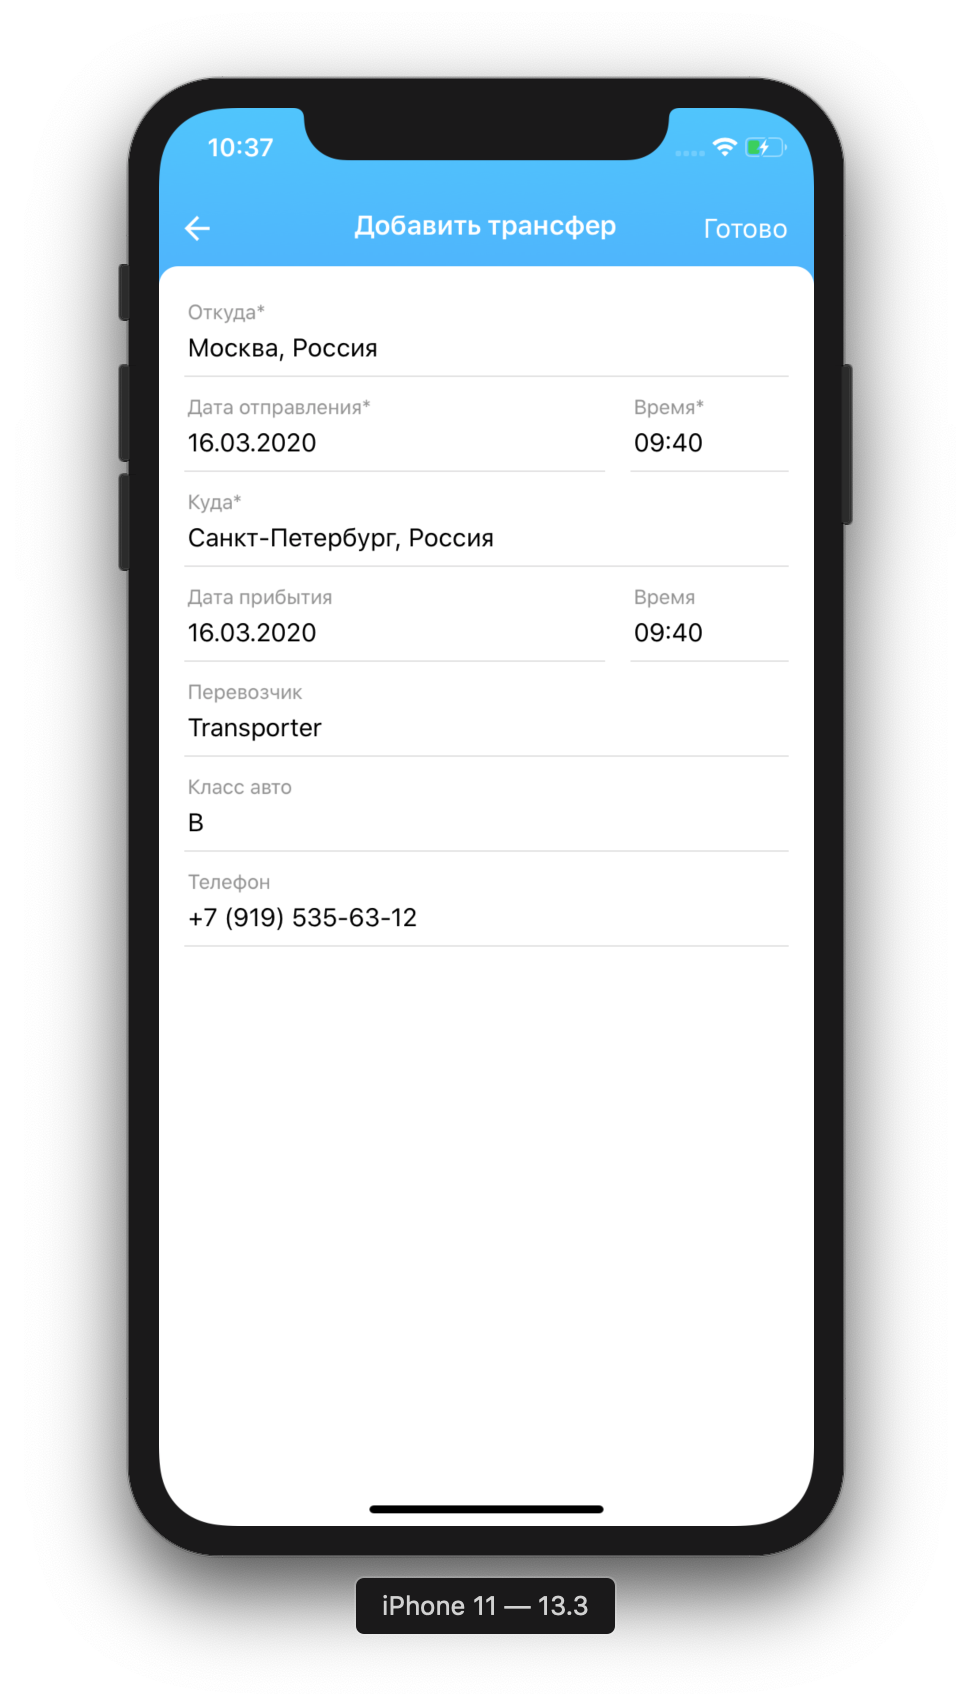 10:37
Добавить трансфер
Готово
Откуда*
Москва, Россия
Дата отправления*
Время*
16.03.2020
09:40
Куда*
Санкт-Петербург, Россия
Дата прибытия
Время
16.03.2020
09:40
Перевозчик
Transporter
Класс авто
B
Телефон
+7 (919) 535-63-12
iPhone 11 — 13.3